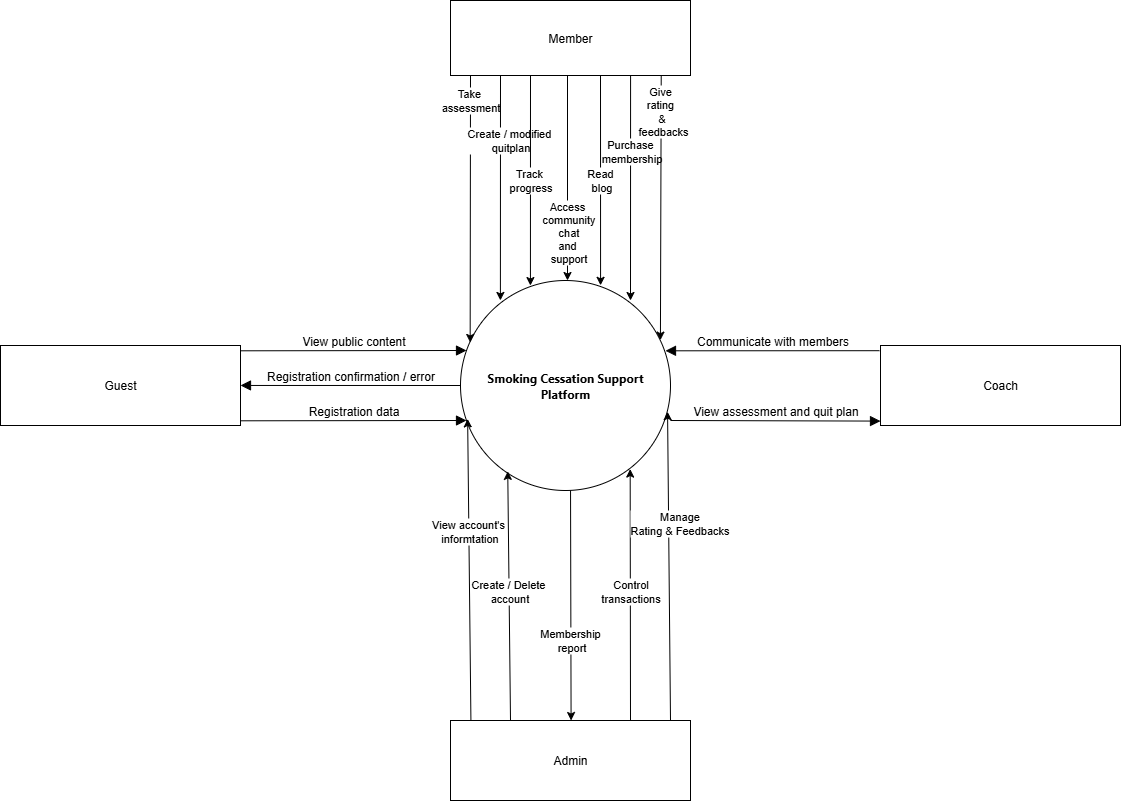 Member
Take
assessment
Create / modified
quitplan
Track
progress
Access
community
chat
and
support
Read
blog
Purchase
membership
Give
rating
&
feedbacks
Guest
View public content
Registration confirmation / error
Registration data
Smoking Cessation Support
Platform
Communicate with members
View assessment and quit plan
Coach
View account's
informtation
Create / Delete
account
Membership
report
Control
transactions
Manage
Rating & Feedbacks
Admin